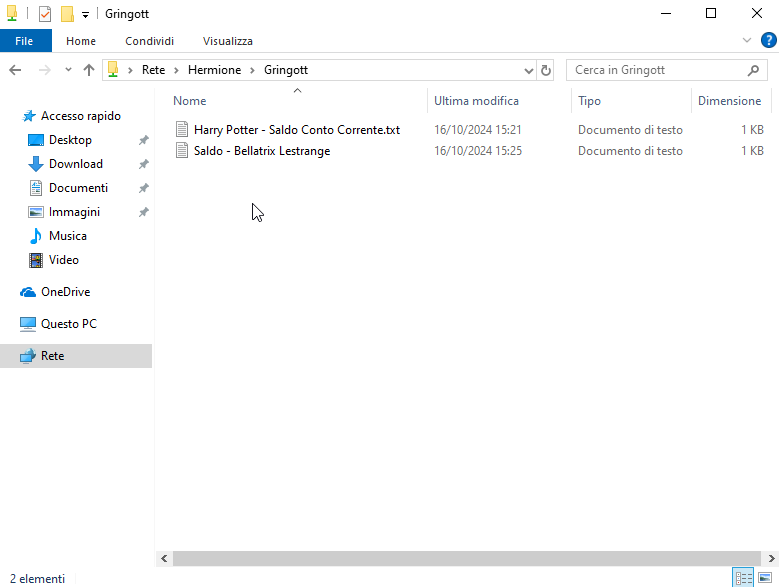 Gringott
File Home Condividi Visualizza
Rete Hermione Gringott Cerca in Gringott
Nome Ultima modifica Tipo Dimensione
Accesso rapido
Desktop
Download
Documenti
Immagini
Musica
Video
OneDrive
Questo PC
Rete
Harry Potter - Saldo Conto Corrente.txt 16/10/2024 15:21 Documento di testo 1 KB
Saldo - Bellatrix Lestrange 16/10/2024 15:25 Documento di testo 1 KB
2 elementi